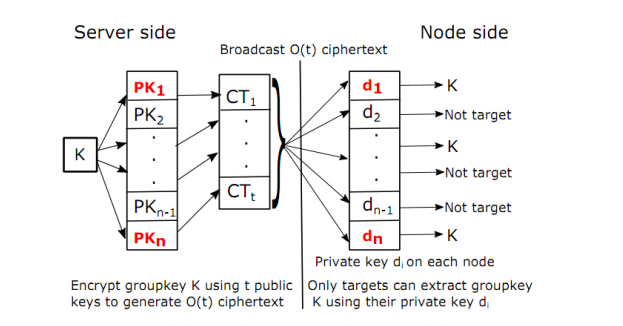 Server side
Node side
Broadcast O(t) ciphertext
K
PK1
PK2
.
.
.
PKn-1
PKn
CT1
.
.
.
CTt
d1
d2
.
.
.
dn-1
dn
K
Not target
K
Not target
Not target
K
Private key di on each node
Encrypt groupkey K using t public
keys to generate O(t) ciphertext
Only targets can extract groupkey
K using their private key di